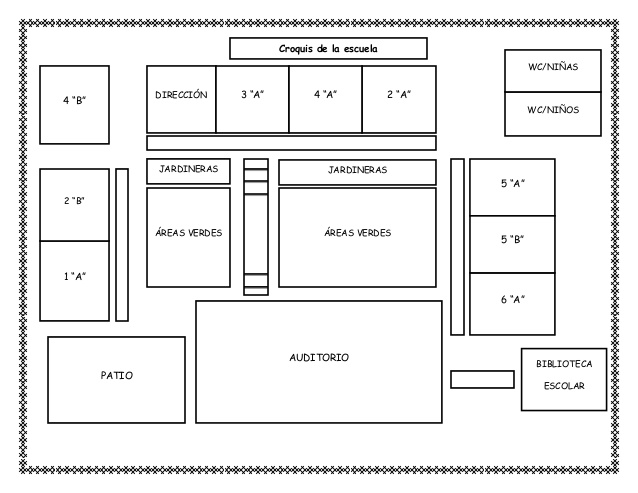 Croquis de la escuela
4 “B”
DIRECCIÓN
3 “A”
4 “A”
2 “A”
WC/NIÑAS
WC/NIÑOS
JARDINERAS
JARDINERAS
2 “B”
1 “A”
ÁREAS VERDES
ÁREAS VERDES
5 “A”
5 “B”
6 “A”
PATIO
AUDITORIO
BIBLIOTECA
ESCOLAR